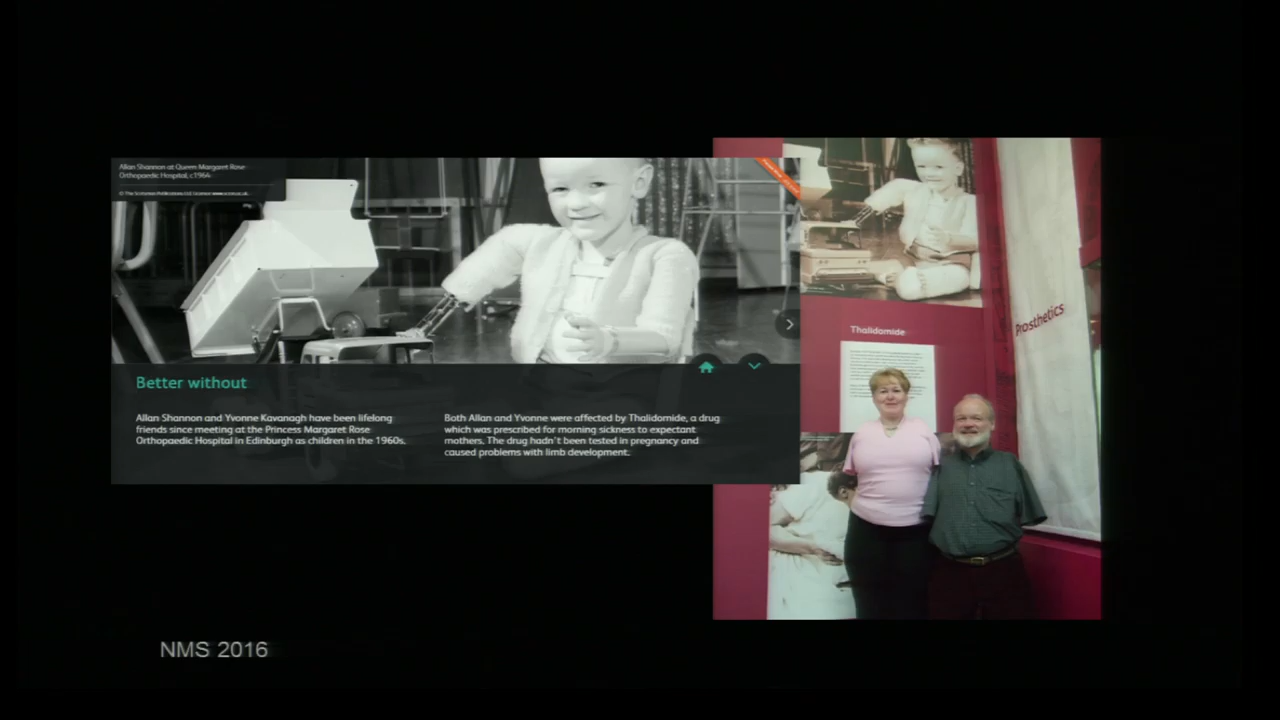 Allan Shannon at Queen Margaret Rose
Orthopaedic Hospital, c1964
Better without
Allan Shannon and Yvonne Kavanagh have been lifelong
friends since meeting at the Princess Margaret Rose
Orthopaedic Hospital in Edinburgh as children in the 1960s.
Both Allan and Yvonne were affected by Thalidomide, a drug
which was prescribed for morning sickness to expectant
mothers. The drug hadn't been tested in pregnancy and
caused problems with limb development.
Thalidomide
Prosthetics
NMS 2016